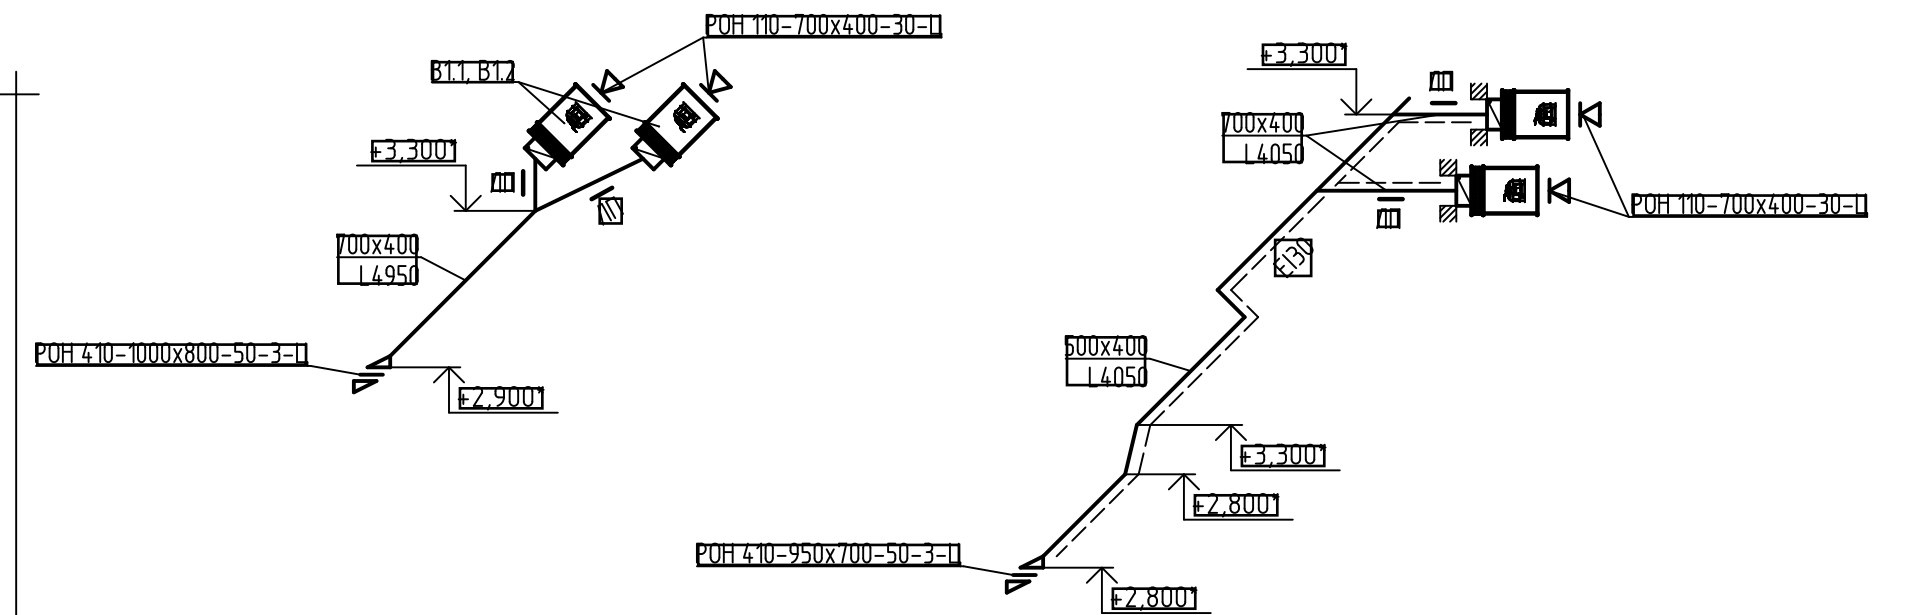 РОН 110-700х400-30-Ц
В1.1, В1.2
+3,300*
700х400
L4950
РОН 410-1000х800-50-3-Ц
+2,900*
+3,300*
700х400
L4050
РОН 110-700х400-30-Ц
EI30
500х400
L4050
+3,300*
+2,800*
РОН 410-950х700-50-3-Ц
+2,800*